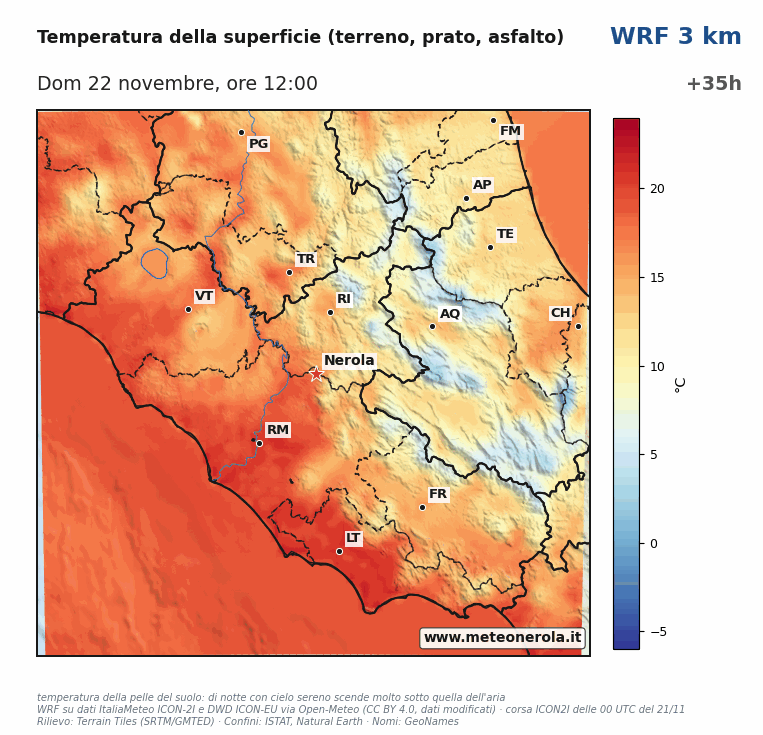 Temperatura della superficie (terreno, prato, asfalto)
WRF 3 km
Dom 22 novembre, ore 12:00
+35h
FM
PG
AP
TE
TR
VT
RI
AQ
CH
Nerola
RM
FR
LT
20
15
10
5
0
−5
°C
www.meteonerola.it
temperatura della pelle del suolo: di notte con cielo sereno scende molto sotto quella dell'aria
WRF su dati ItaliaMeteo ICON-2I e DWD ICON-EU via Open-Meteo (CC BY 4.0, dati modificati) · corsa ICON2I delle 00 UTC del 21/11
Rilievo: Terrain Tiles (SRTM/GMTED) · Confini: ISTAT, Natural Earth · Nomi: GeoNames